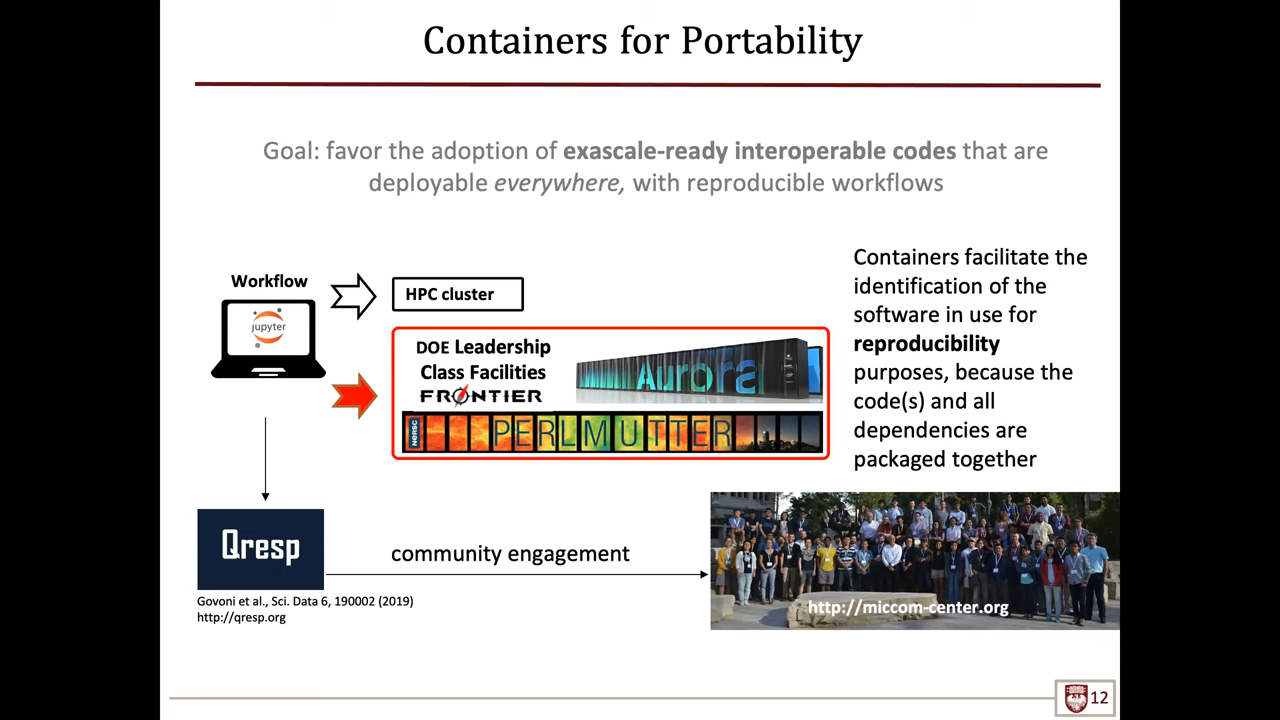 Containers for Portability
Goal: favor the adoption of exascale-ready interoperable codes that are
deployable everywhere, with reproducible workflows
Workflow
jupyter
HPC cluster
DOE Leadership
Class Facilities
FRONTIER
Aurora
NERSC
PERLMUTTER
Containers facilitate the
identification of the
software in use for
reproducibility
purposes, because the
code(s) and all
dependencies are
packaged together
Qresp
community engagement
http://miccom-center.org
Govoni et al., Sci. Data 6, 190002 (2019)
http://qresp.org
12